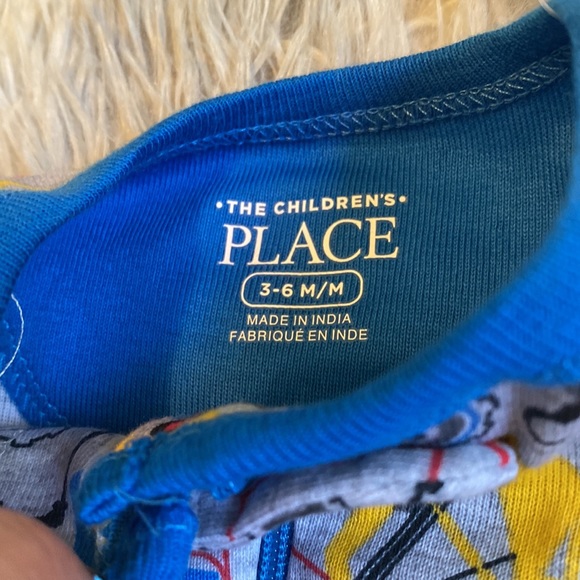 • THE CHILDREN'S •
PLACE
3-6 M/M
MADE IN INDIA
FABRIQUÉ EN INDE